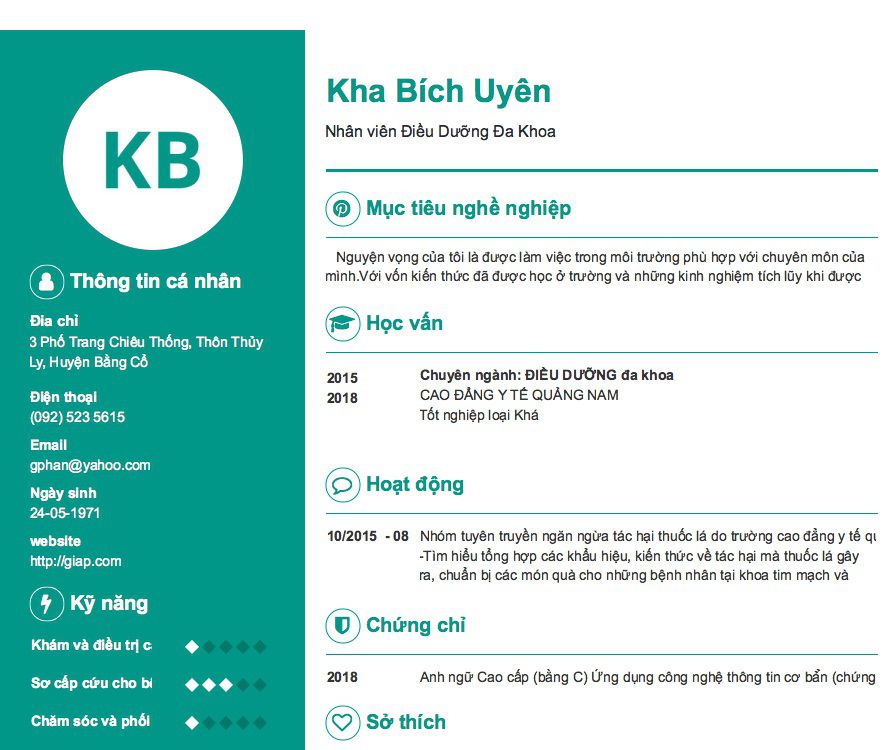 KB
Thông tin cá nhân
Địa chỉ
3 Phố Trang Chiêu Thống, Thôn Thủy
Ly, Huyện Bằng Cổ
Điện thoại
(092) 523 5615
Email
gphan@yahoo.com
Ngày sinh
24-05-1971
website
http://giap.com
Kỹ năng
Khám và điều trị
Sơ cấp cứu cho
Chăm sóc và phối
Kha Bích Uyên
Nhân viên Điều Dưỡng Đa Khoa
Mục tiêu nghề nghiệp
Nguyện vọng của tôi là được làm việc trong môi trường phù hợp với chuyên môn của
mình.Với vốn kiến thức đã được học ở trường và những kinh nghiệm tích lũy khi được
Học vấn
2015
2018
Chuyên ngành: ĐIỀU DƯỠNG đa khoa
CAO ĐẲNG Y TẾ QUẢNG NAM
Tốt nghiệp loại Khá
Hoạt động
10/2015 - 08
Nhóm tuyên truyền ngăn ngừa tác hại thuốc lá do trường cao đẳng y tế
-Tìm hiểu tổng hợp các khẩu hiệu, kiến thức về tác hại mà thuốc lá gây
ra, chuẩn bị các món quà cho những bệnh nhân tại khoa tim mạch và
Chứng chỉ
2018
Anh ngữ Cao cấp (bằng C) Ứng dụng công nghệ thông tin cơ bẩn (chứng
Sở thích